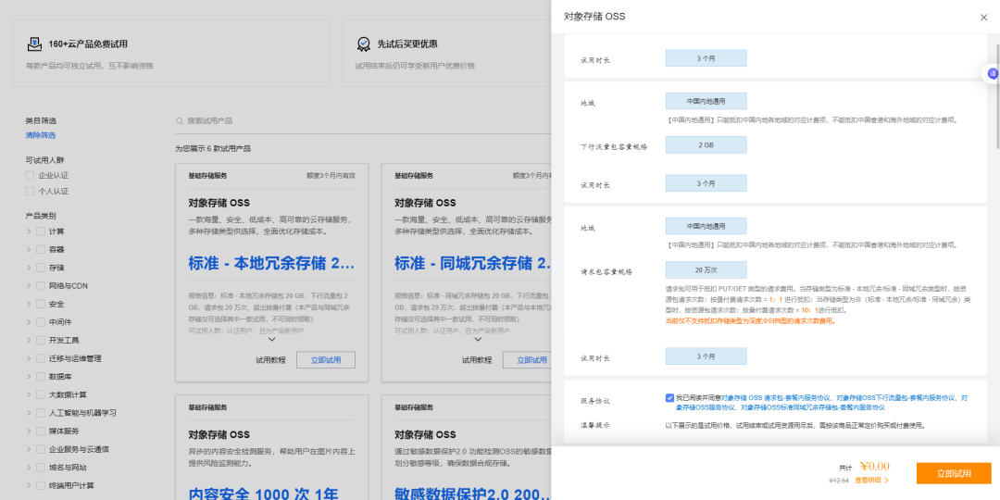 160+云产品免费试用
每款产品均可独立试用，互不影响资格
先试后买更优惠
试用结束后仍可享受新用户优惠价格
类目筛选
清除筛选
可试用人群
企业认证
个人认证
产品类别
计算
容器
存储
网络与CDN
安全
中间件
开发工具
迁移与运维管理
数据库
大数据计算
人工智能与机器学习
媒体服务
企业服务与云通信
域名与网站
终端用户计算
搜索试用产品
为您展示 6 款试用产品
基础存储服务
额度3个月内有效
对象存储 OSS
一款海量、安全、低成本、高可靠的云存储服务，
多种存储类型供选择，全面优化存储成本。
标准 - 本地冗余存储 2...
规格信息：标准 - 本地冗余存储包 20 GB、下行流量包 2
GB、请求包 20 万次，超出按量付费（本产品与同城冗余
存储仅可选择其中一款试用，不可同时领取）
可试用人群：认证用户，且为产品新用户
试用教程
立即试用
基础存储服务
额度3个月内
对象存储 OSS
一款海量、安全、低成本、高可靠的云存储服务
多种存储类型供选择，全面优化存储成本。
标准 - 同城冗余存储 2
规格信息：标准 - 同城冗余存储包 20 GB、下行流量
GB、请求包 20 万次，超出按量付费（本产品与本地
存储仅可选择其中一款试用，不可同时领取）
可试用人群：认证用户，且为产品新用户
试用教程
立即试用
基础存储服务
对象存储 OSS
异步的内容安全检测服务，帮助用户在图片内容上
提供风险监测能力。
内容安全 1000 次 1年
基础存储服务
对象存储 OSS
通过敏感数据保护2.0 功能检测OSS的敏感数据
划分敏感等级，确保数据合规存储。
敏感数据保护2.0 200...
对象存储 OSS
试用时长
3 个月
地域
中国内地通用
【中国内地通用】只能抵扣中国内地各地域的对应计费项，不能抵扣中国香港和海外地域的对应计费项。
下行流量包容量规格
2 GB
试用时长
3 个月
地域
中国内地通用
【中国内地通用】只能抵扣中国内地各地域的对应计费项，不能抵扣中国香港和海外地域的对应计费项。
请求包容量规格
20 万次
请求包可用于抵扣 PUT/GET 类型的请求费用。当存储类型为标准 - 本地冗余/标准 - 同城冗余类型时，按资
源包请求次数：按量付费请求次数 = 1：1 进行抵扣；当存储类型为非（标准 - 本地冗余/标准 - 同城冗余）类
型时，按资源包请求次数：按量付费请求次数 = 10：1进行抵扣。
当前仅不支持抵扣存储类型为深度冷归档型的请求次数费用。
试用时长
3 个月
服务协议
我已阅读并同意对象存储 OSS 请求包-套餐内服务协议、对象存储OSS下行流量包-套餐内服务协议、对
象存储OSS服务协议、对象存储OSS标准同城冗余存储包-套餐内服务协议
温馨提示
以下展示的是试用价格，试用结束或试用资源用尽后，需按该商品正常定价购买或付费使用。
译
共计
¥0.00
¥12.54
查看明细
立即试用